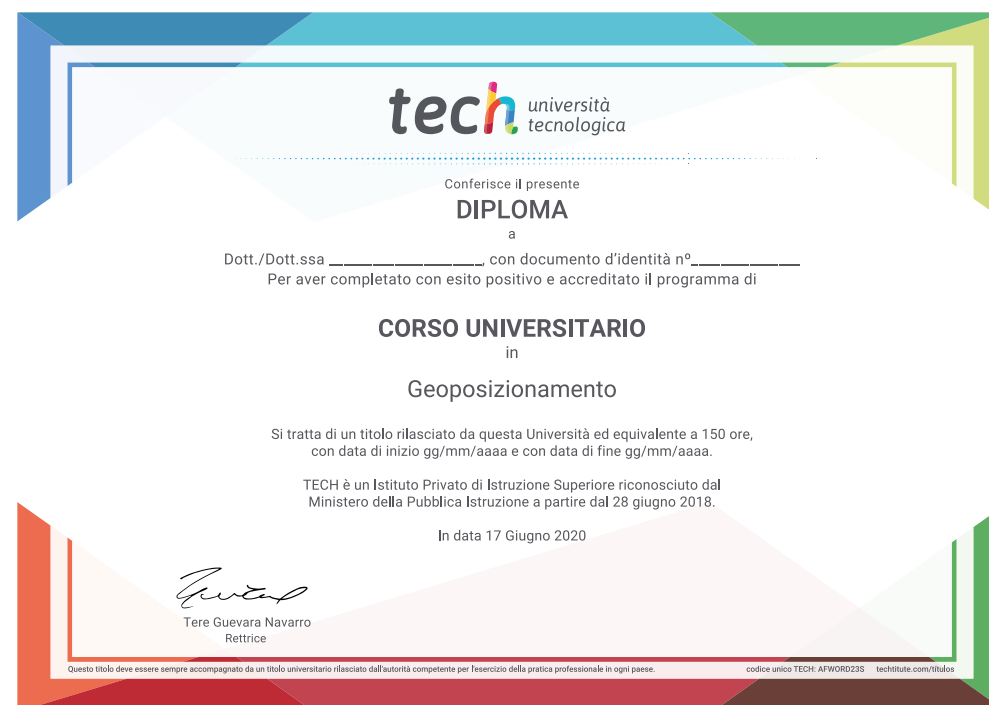 tech università
tecnologica
Conferisce il presente
DIPLOMA
a
Dott./Dott.ssa ______________________, con documento d'identità nº_______________
Per aver completato con esito positivo e accreditato il programma di
CORSO UNIVERSITARIO
in
Geoposizionamento
Si tratta di un titolo rilasciato da questa Università ed equivalente a 150 ore,
con data di inizio gg/mm/aaaa e con data di fine gg/mm/aaaa.
TECH è un Istituto Privato di Istruzione Superiore riconosciuto dal
Ministero della Pubblica Istruzione a partire dal 28 giugno 2018.
In data 17 Giugno 2020
Tere Guevara Navarro
Rettrice
Questo titolo deve essere sempre accompagnato da un titolo universitario rilasciato dall'autorità competente per l'esercizio della pratica professionale in ogni paese. codice unico TECH: AFWORD23S techtitute.com/titulos